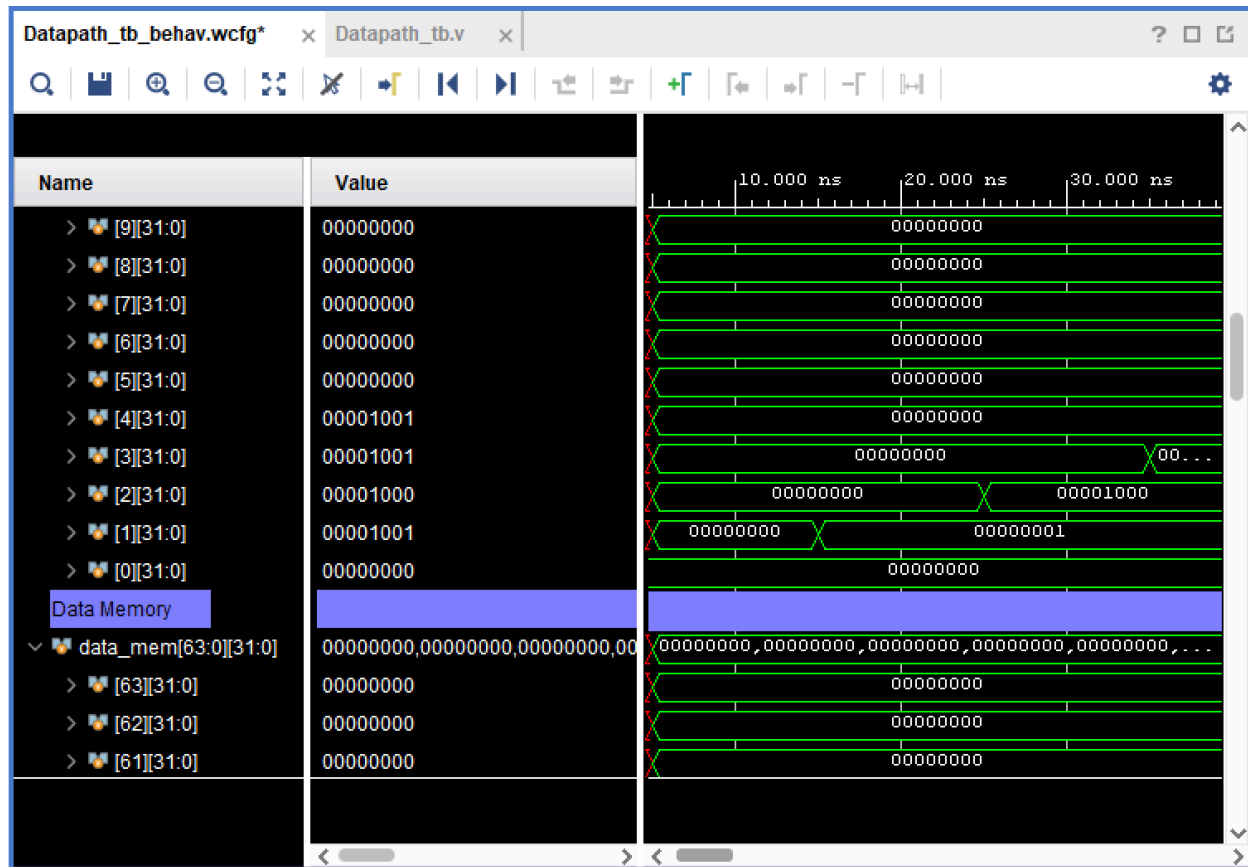 Datapath_tb_behav.wcfg* × Datapath_tb.v × ?
Name Value 10.000 ns 20.000 ns 30.000 ns
[9][31:0] 00000000 00000000
[8][31:0] 00000000 00000000
[7][31:0] 00000000 00000000
[6][31:0] 00000000 00000000
[5][31:0] 00000000 00000000
[4][31:0] 00001001 00000000
[3][31:0] 00001001 00000000 00...
[2][31:0] 00001000 00000000 00001000
[1][31:0] 00001001 00000000 00000001
[0][31:0] 00000000 00000000
Data Memory
data_mem[63:0][31:0] 00000000,00000000,00000000,00 00000000,00000000,00000000,00000000,00000000,...
[63][31:0] 00000000 00000000
[62][31:0] 00000000 00000000
[61][31:0] 00000000 00000000